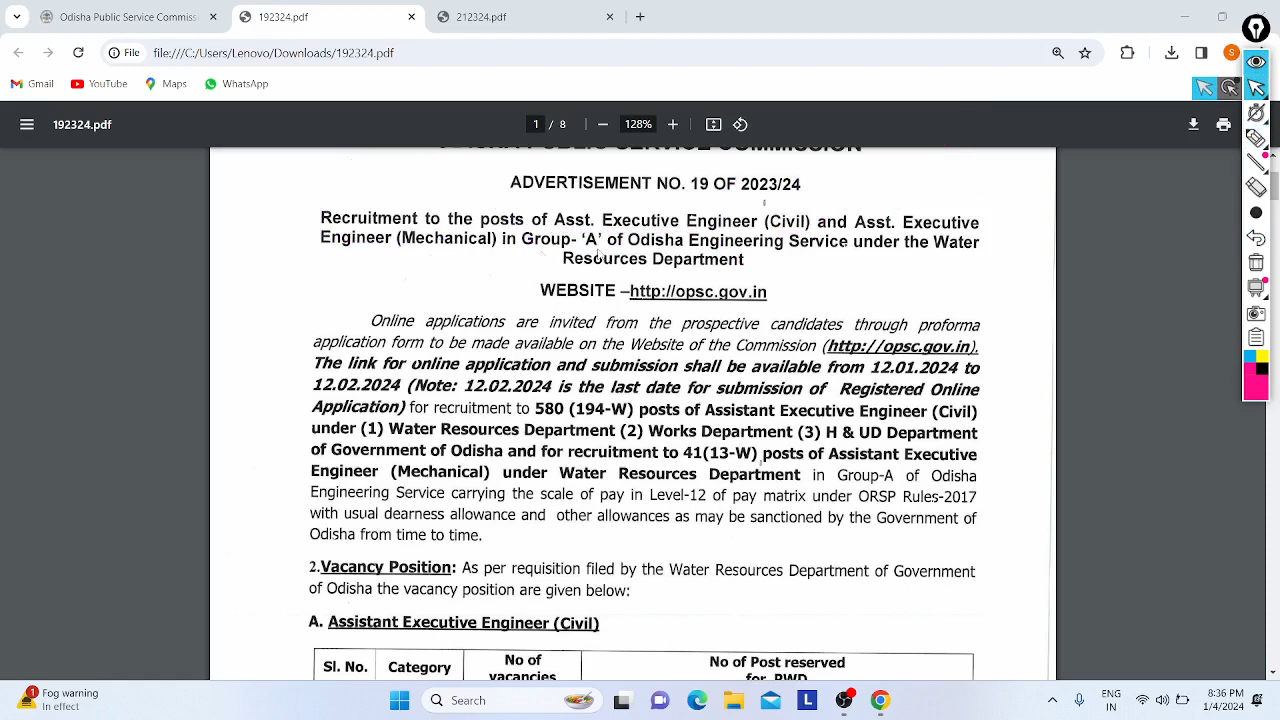 Odisha Public Service Commiss
192324.pdf
212324.pdf
File
file:///C:/Users/Lenovo/Downloads/192324.pdf
S
Gmail
YouTube
Maps
WhatsApp
192324.pdf
1 / 8
128%
ADVERTISEMENT NO. 19 OF 2023/24
Recruitment to the posts of Asst. Executive Engineer (Civil) and Asst. Executive
Engineer (Mechanical) in Group- ‘A’ of Odisha Engineering Service under the Water
Resources Department
WEBSITE –http://opsc.gov.in
Online applications are invited from the prospective candidates through proforma
application form to be made available on the Website of the Commission (http://opsc.gov.in).
The link for online application and submission shall be available from 12.01.2024 to
12.02.2024 (Note: 12.02.2024 is the last date for submission of Registered Online
Application) for recruitment to 580 (194-W) posts of Assistant Executive Engineer (Civil)
under (1) Water Resources Department (2) Works Department (3) H & UD Department
of Government of Odisha and for recruitment to 41(13-W) posts of Assistant Executive
Engineer (Mechanical) under Water Resources Department in Group-A of Odisha
Engineering Service carrying the scale of pay in Level-12 of pay matrix under ORSP Rules-2017
with usual dearness allowance and other allowances as may be sanctioned by the Government of
Odisha from time to time.
2.Vacancy Position: As per requisition filed by the Water Resources Department of Government
of Odisha the vacancy position are given below:
A. Assistant Executive Engineer (Civil)
Sl. No.
Category
No of
vacancies
No of Post reserved
for PWD
1
Fog warning
In effect
Search
L
ENG
IN
8:36 PM
1/4/2024